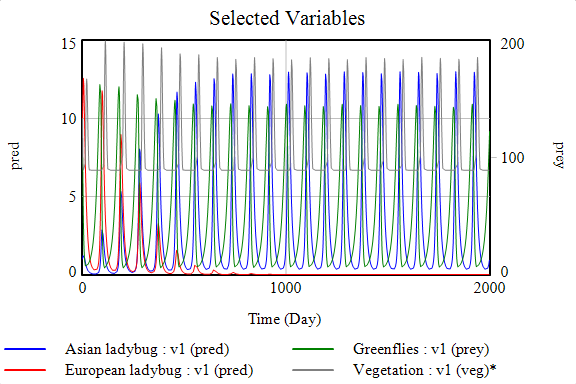 Selected Variables
15 200
10
100
5
0 0
0 1000 2000
pred
prey
Time (Day)
Asian ladybug : v1 (pred) Greenflies : v1 (prey)
European ladybug : v1 (pred) Vegetation : v1 (veg)*